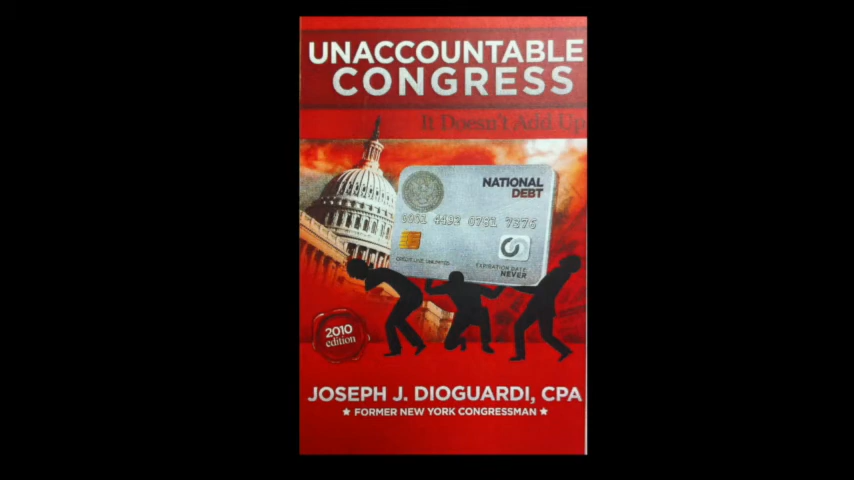 UNACCOUNTABLE
CONGRESS
It Doesn't Add Up
NATIONAL
DEBT
EXPIRATION DATE:
NEVER
2010
edition
JOSEPH J. DIOGUARDI, CPA
★ FORMER NEW YORK CONGRESSMAN ★